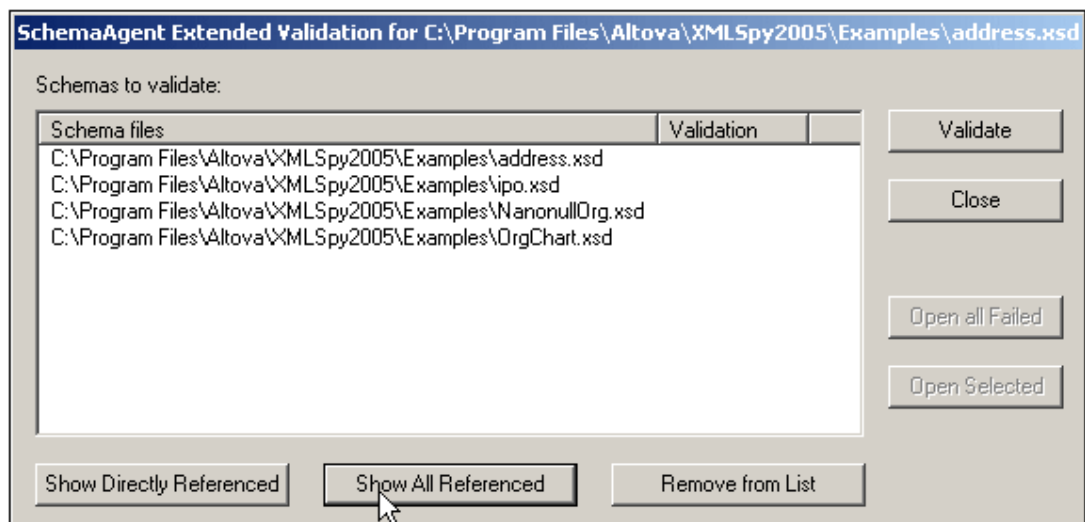 SchemaAgent Extended Validation for C:\Program Files\Altova\XMLSpy2005\Examples\address.xsd
Schemas to validate:
Schema files Validation
C:\Program Files\Altova\XMLSpy2005\Examples\address.xsd
C:\Program Files\Altova\XMLSpy2005\Examples\ipo.xsd
C:\Program Files\Altova\XMLSpy2005\Examples\NanonullOrg.xsd
C:\Program Files\Altova\XMLSpy2005\Examples\OrgChart.xsd
Validate
Close
Open all Failed
Open Selected
Show Directly Referenced Show All Referenced Remove from List